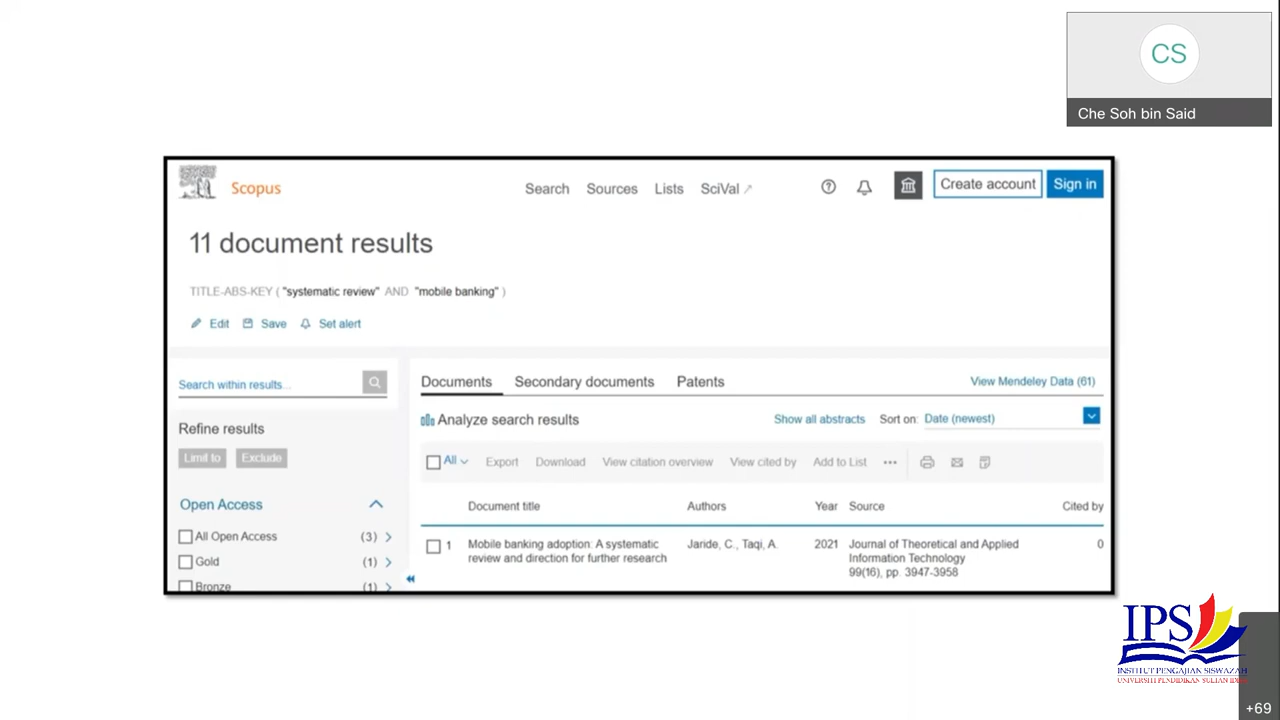 CS
Che Soh bin Said
Scopus
Search Sources Lists SciVal
Create account Sign in
11 document results
TITLE-ABS-KEY ( "systematic review" AND "mobile banking" )
Edit Save Set alert
Search within results...
Refine results
Limit to Exclude
Open Access
All Open Access (3)
Gold (1)
Bronze (1)
Documents Secondary documents Patents View Mendeley Data (61)
Analyze search results Show all abstracts Sort on: Date (newest)
All Export Download View citation overview View cited by Add to List ...
Document title Authors Year Source Cited by
1 Mobile banking adoption: A systematic Jaride, C., Taqi, A. 2021 Journal of Theoretical and Applied 0
review and direction for further research Information Technology
99(16), pp. 3947-3958
IPS
INSTITUT PENGAJIAN SISWAZAH
UNIVERSITI PENDIDIKAN SULTAN IDRIS
+69